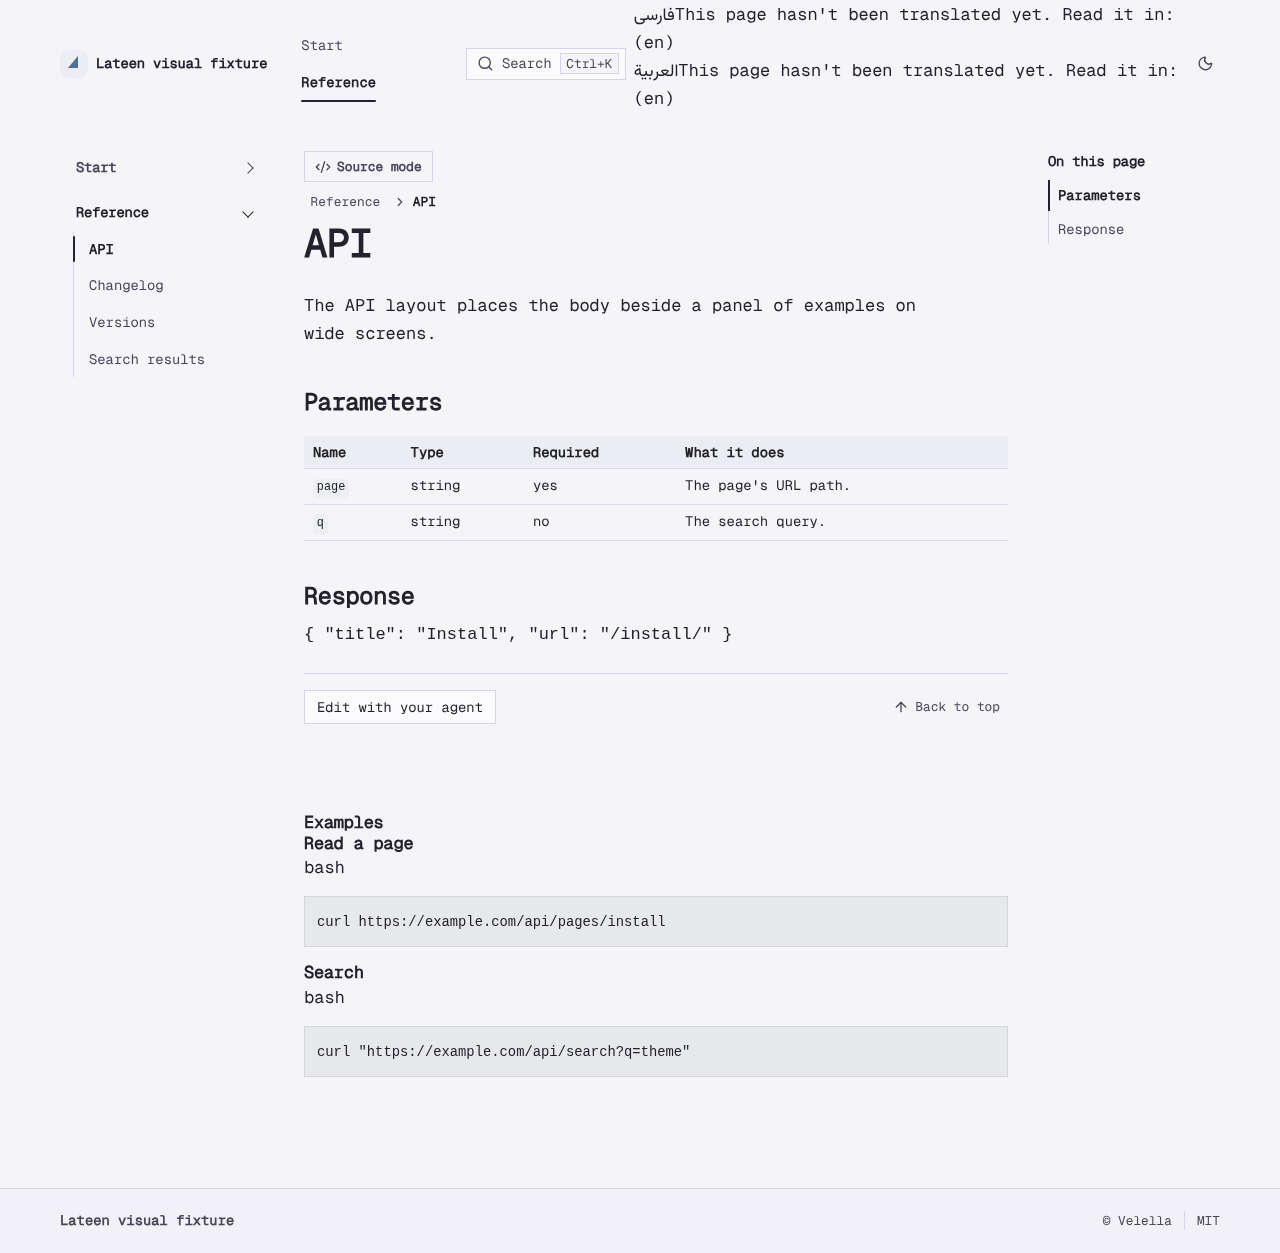 Lateen visual fixture
Start
Reference
Search Ctrl+K
فارسیThis page hasn't been translated yet. Read it in:
(en)
العربيةThis page hasn't been translated yet. Read it in:
(en)
Start
Reference
API
Changelog
Versions
Search results
Source mode
Reference > API
API
The API layout places the body beside a panel of examples on
wide screens.
Parameters
Name Type Required What it does
page string yes The page's URL path.
q string no The search query.
Response
{ "title": "Install", "url": "/install/" }
Edit with your agent
↑ Back to top
Examples
Read a page
bash
curl https://example.com/api/pages/install
Search
bash
curl "https://example.com/api/search?q=theme"
On this page
Parameters
Response
Lateen visual fixture
© Velella
MIT